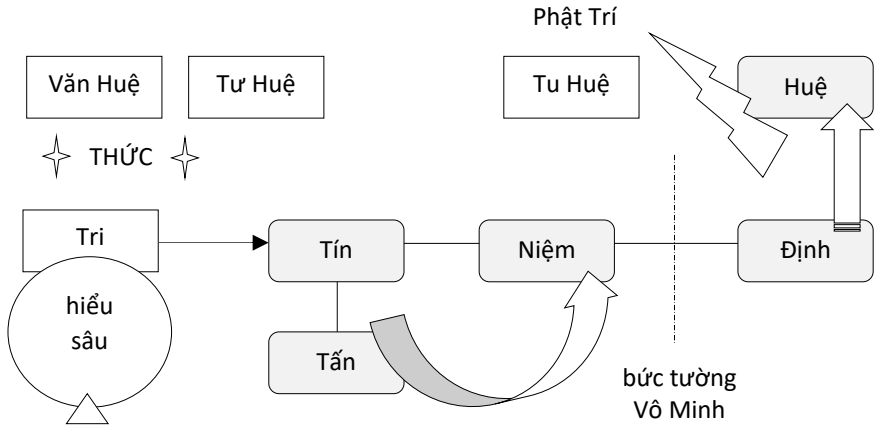 Phật Trí
Văn Huệ
Tư Huệ
Tu Huệ
Huệ
THỨC
Tri
Tín
Niệm
Định
hiểu
sâu
Tấn
bức tường
Vô Minh